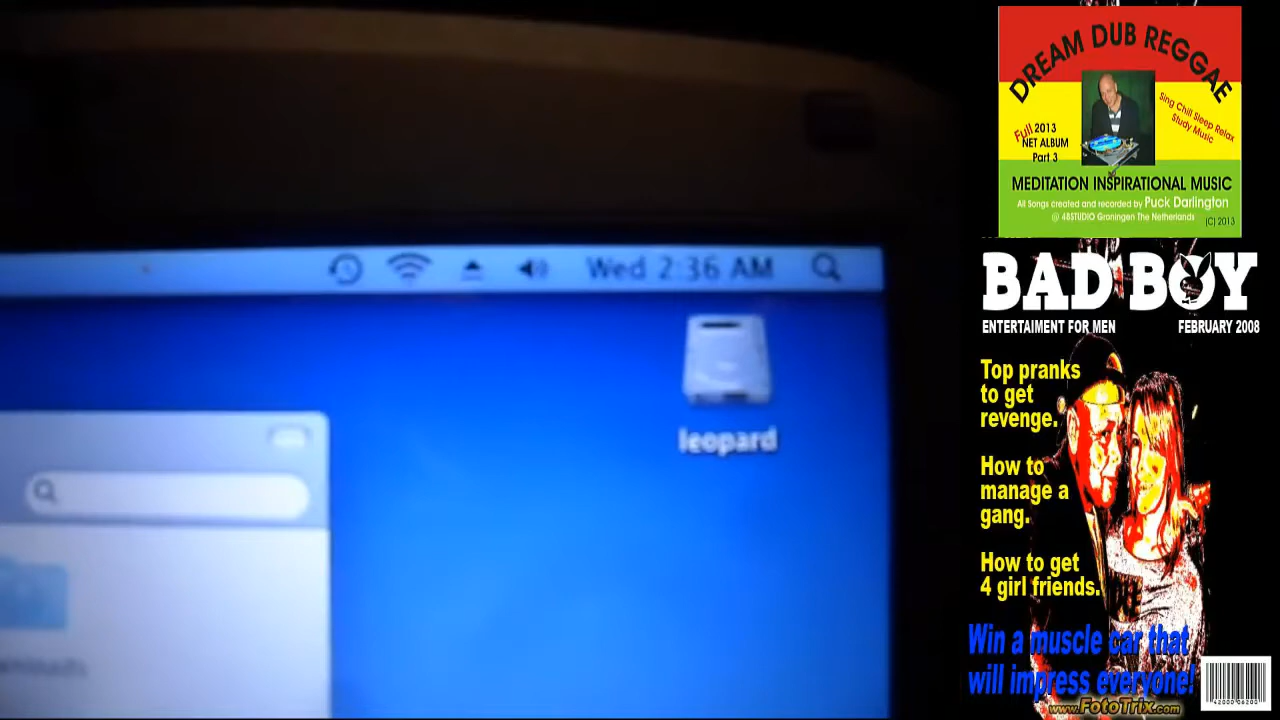 Wed 2:36 AM
leopard
DREAM DUB REGGAE
Sing Chill Sleep Relax
Study Music
Full 2013
NET ALBUM
Part 3
MEDITATION INSPIRATIONAL MUSIC
All Songs created and recorded by Puck Darlington
@ 48STUDIO Groningen The Netherlands
(C) 2013
BAD BOY
ENTERTAIMENT FOR MEN
FEBRUARY 2008
Top pranks
to get
revenge.
How to
manage a
gang.
How to get
4 girl friends.
Win a muscle car that
will impress everyone!
www.FotoTrix.com